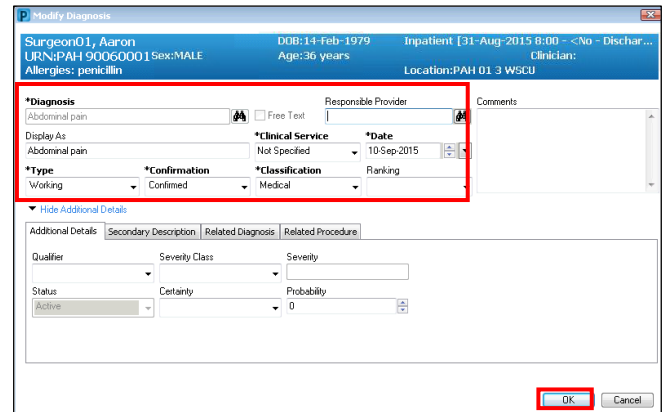 Modify Diagnosis
Surgeon01, Aaron DOB:14-Feb-1979 Inpatient [31-Aug-2015 8:00 - <No - Dischar...
URN:PAH 90060001 Sex:MALE Age:36 years Clinician:
Allergies: penicillin Location:PAH 01 3 WSCU
*Diagnosis Responsible Provider Comments
Abdominal pain Free Text
Display As *Clinical Service *Date
Abdominal pain Not Specified 10-Sep-2015
*Type *Confirmation *Classification Ranking
Working Confirmed Medical
Hide Additional Details
Additional Details Secondary Description Related Diagnosis Related Procedure
Qualifier Severity Class Severity
Status Certainty Probability
Active 0
OK Cancel